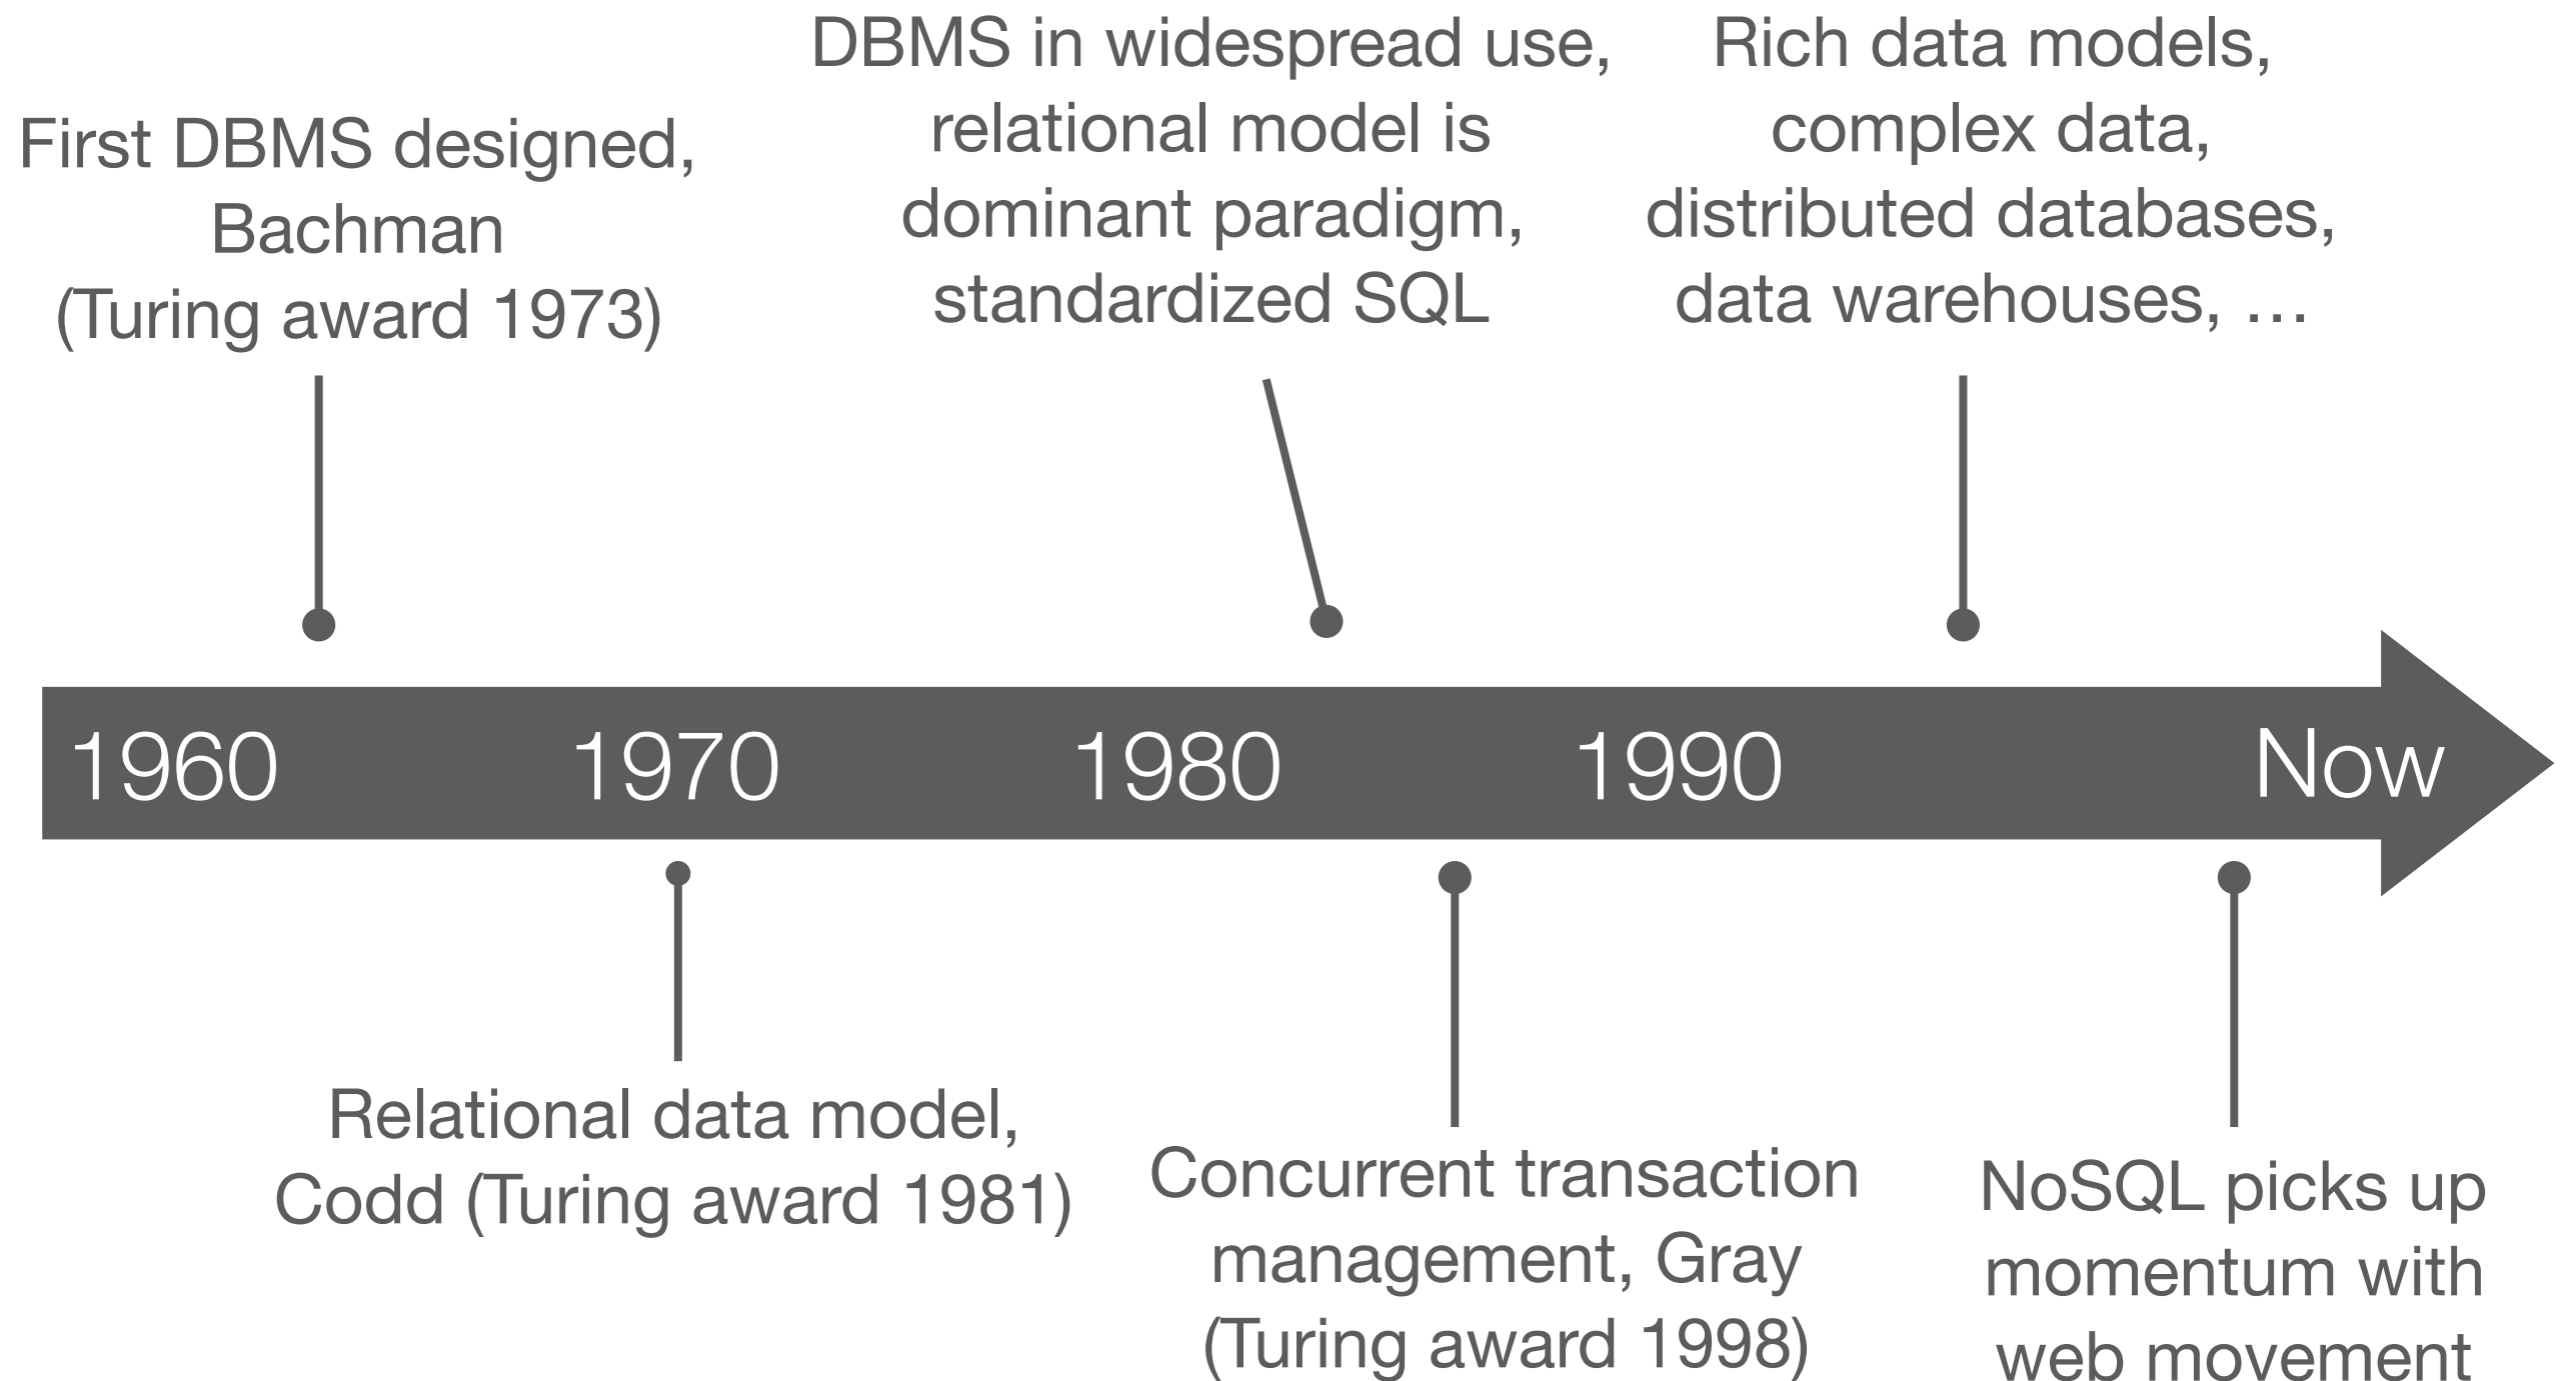 First DBMS designed,
Bachman
(Turing award 1973)
DBMS in widespread use,
relational model is
dominant paradigm,
standardized SQL
Rich data models,
complex data,
distributed databases,
data warehouses, …
1960
1970
1980
1990
Now
Relational data model,
Codd (Turing award 1981)
Concurrent transaction
management, Gray
(Turing award 1998)
NoSQL picks up
momentum with
web movement